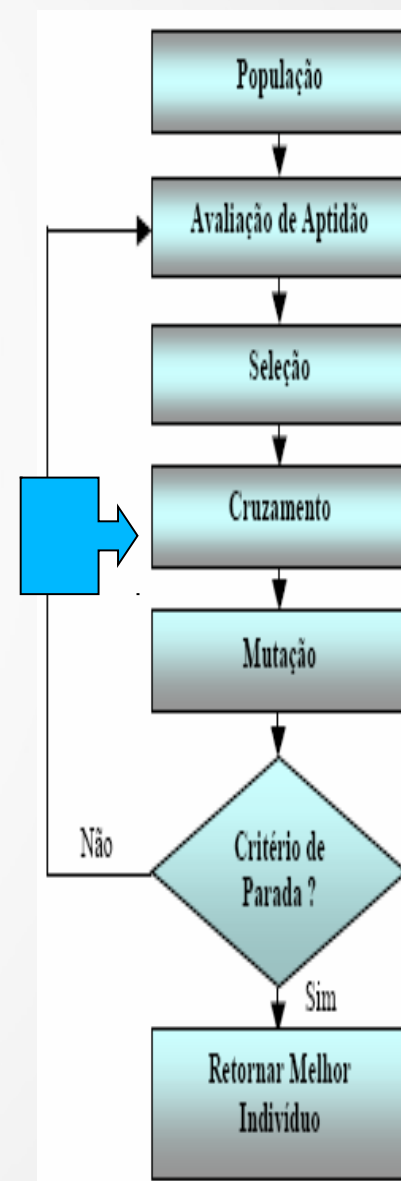 População
Avaliação de Aptidão
Seleção
Cruzamento
Mutação
Não
Critério de
Parada ?
Sim
Retornar Melhor
Indivíduo